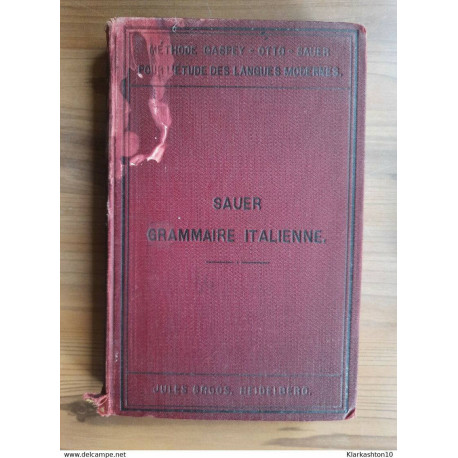 MÉTHODE GASPEY - OTTO - SAUER
POUR L'ÉTUDE DES LANGUES MODERNES.
SAUER
GRAMMAIRE ITALIENNE.
JULES GROOS, HEIDELBERG.
www.delcampe.net
Klarkashton10